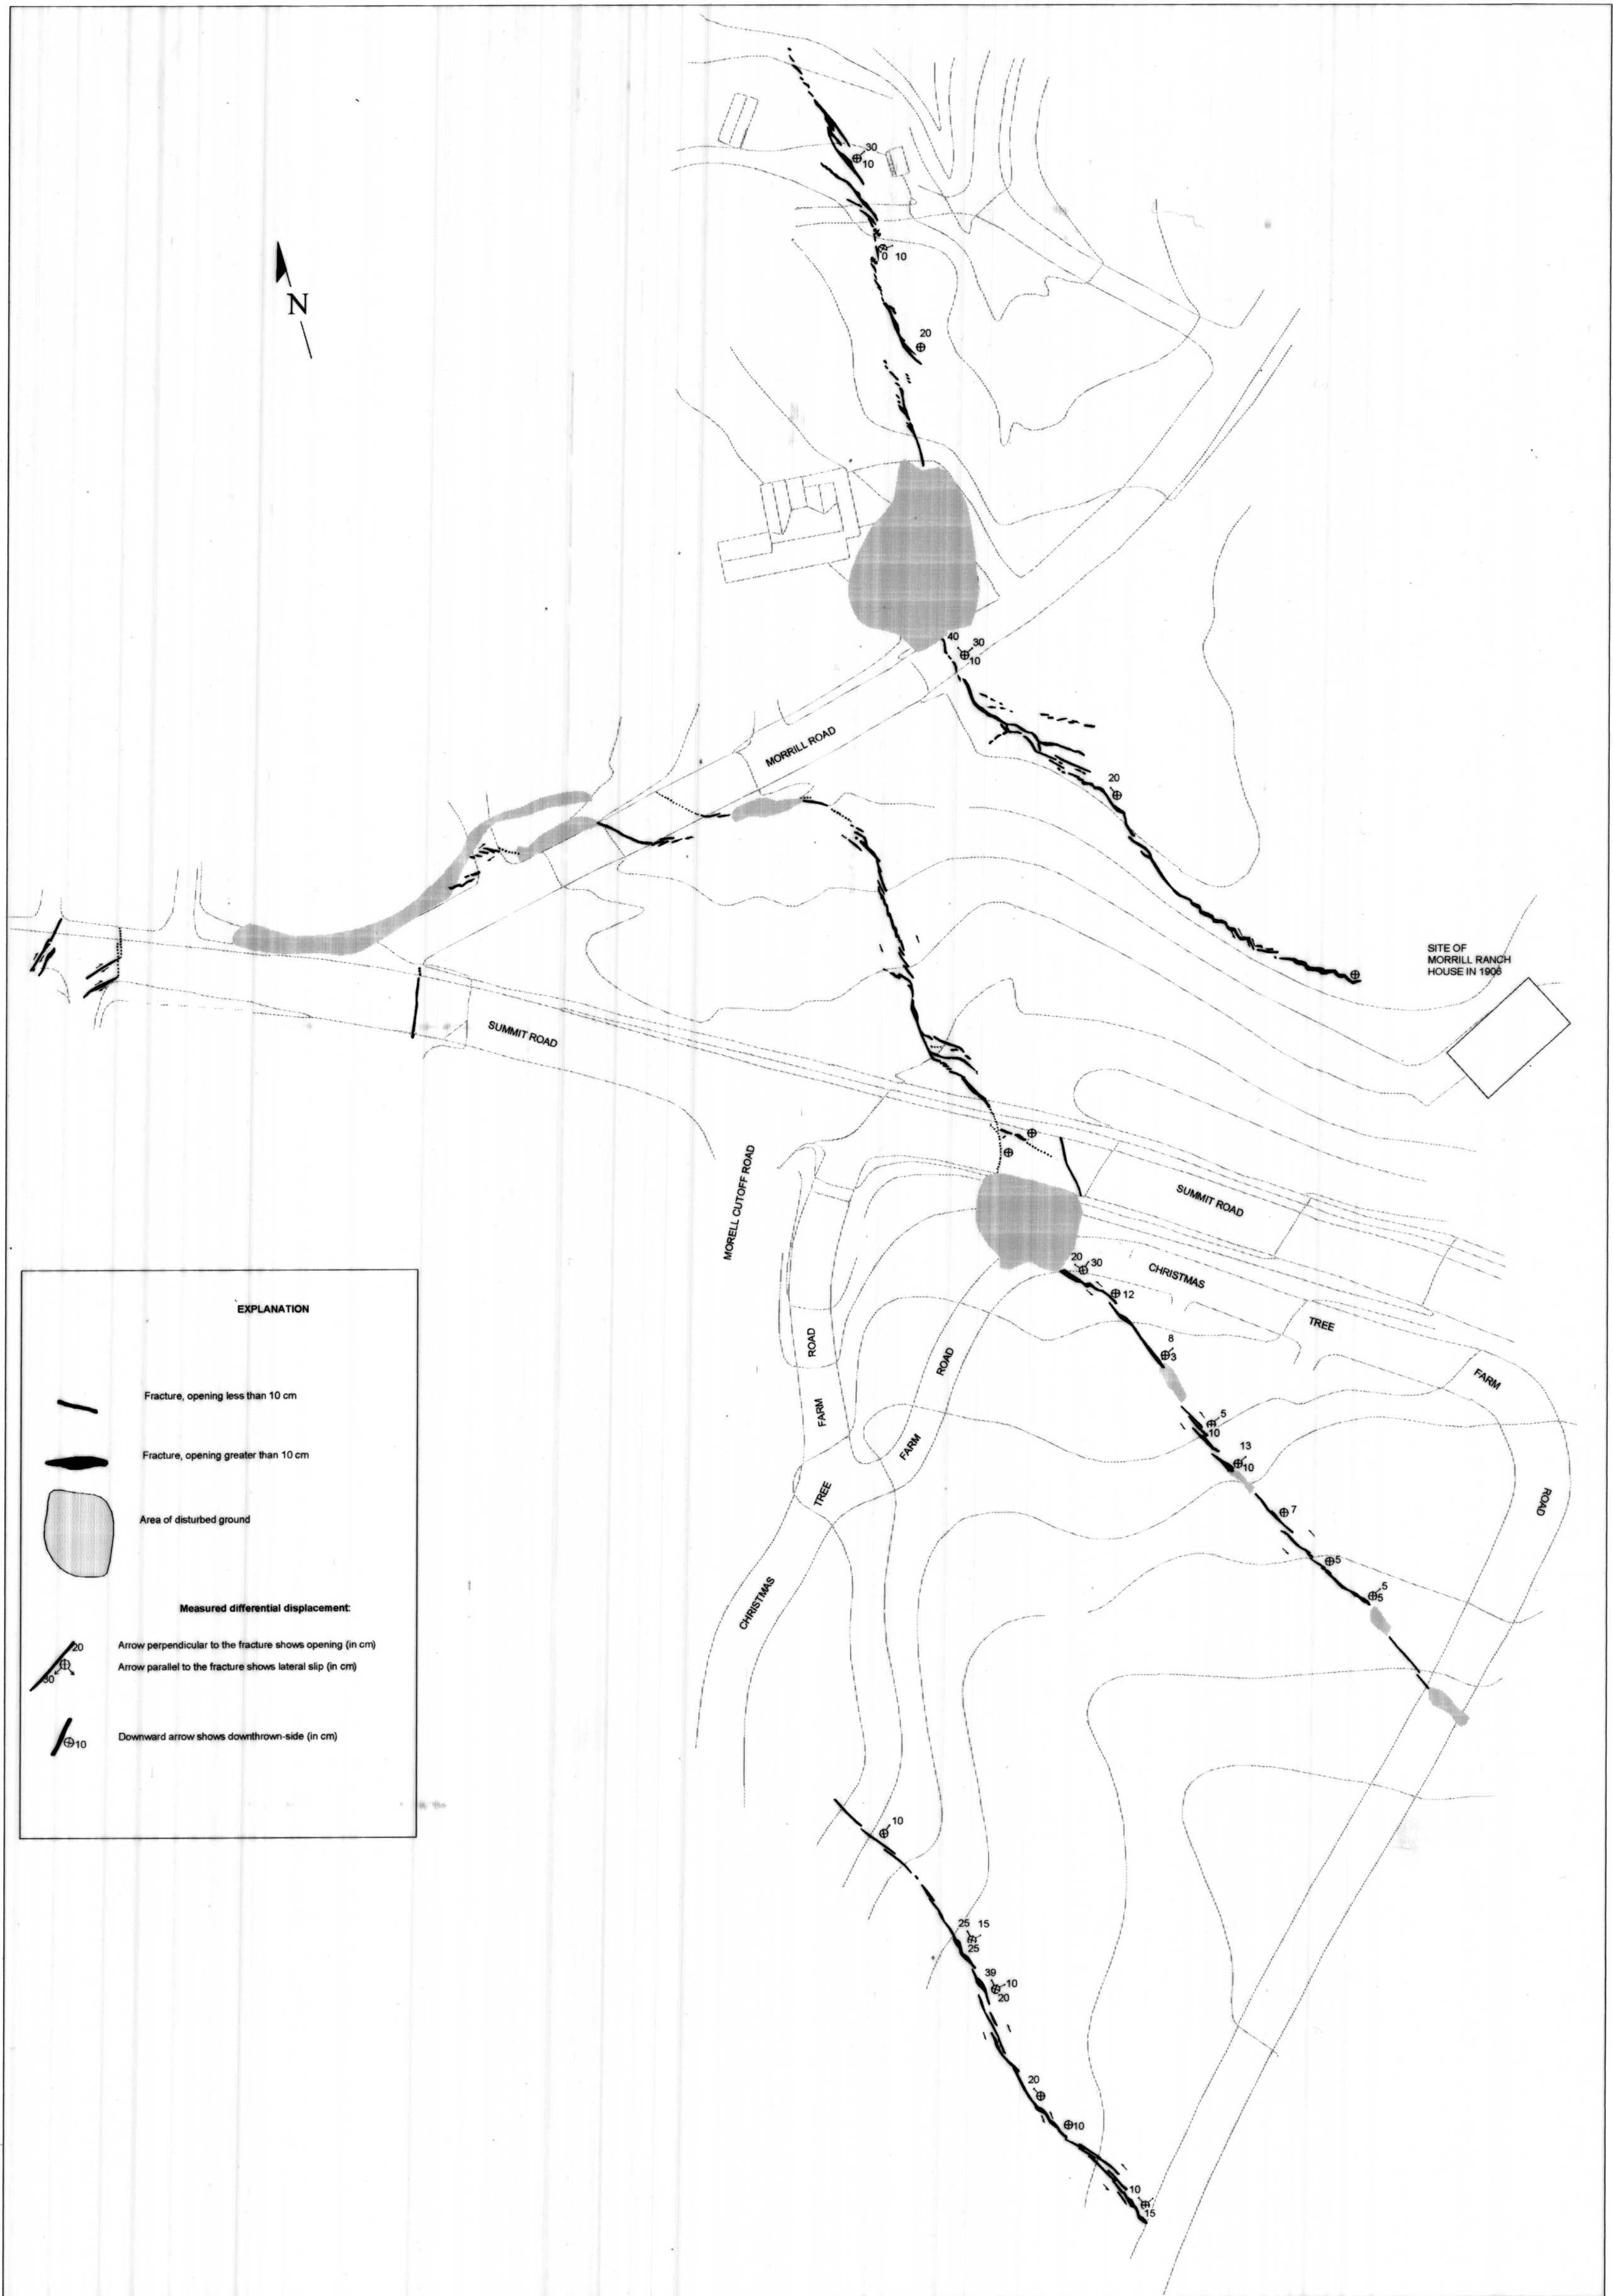 30
10
N
0 10
20
40 30
10
MORRILL ROAD
20
SITE OF
MORRILL RANCH
HOUSE IN 1906
SUMMIT ROAD
MORELL CUTOFF ROAD
SUMMIT ROAD
20 30
CHRISTMAS
12
TREE
FARM
ROAD
8
3
ROAD
FARM
TREE
CHRISTMAS
ROAD
FARM
5
10
13
10
7
5
5
5
EXPLANATION
Fracture, opening less than 10 cm
Fracture, opening greater than 10 cm
Area of disturbed ground
Measured differential displacement:
20
Arrow perpendicular to the fracture shows opening (in cm)
Arrow parallel to the fracture shows lateral slip (in cm)
30
10
Downward arrow shows downthrown-side (in cm)
10
25 15
25
39
10
20
20
10
10
15